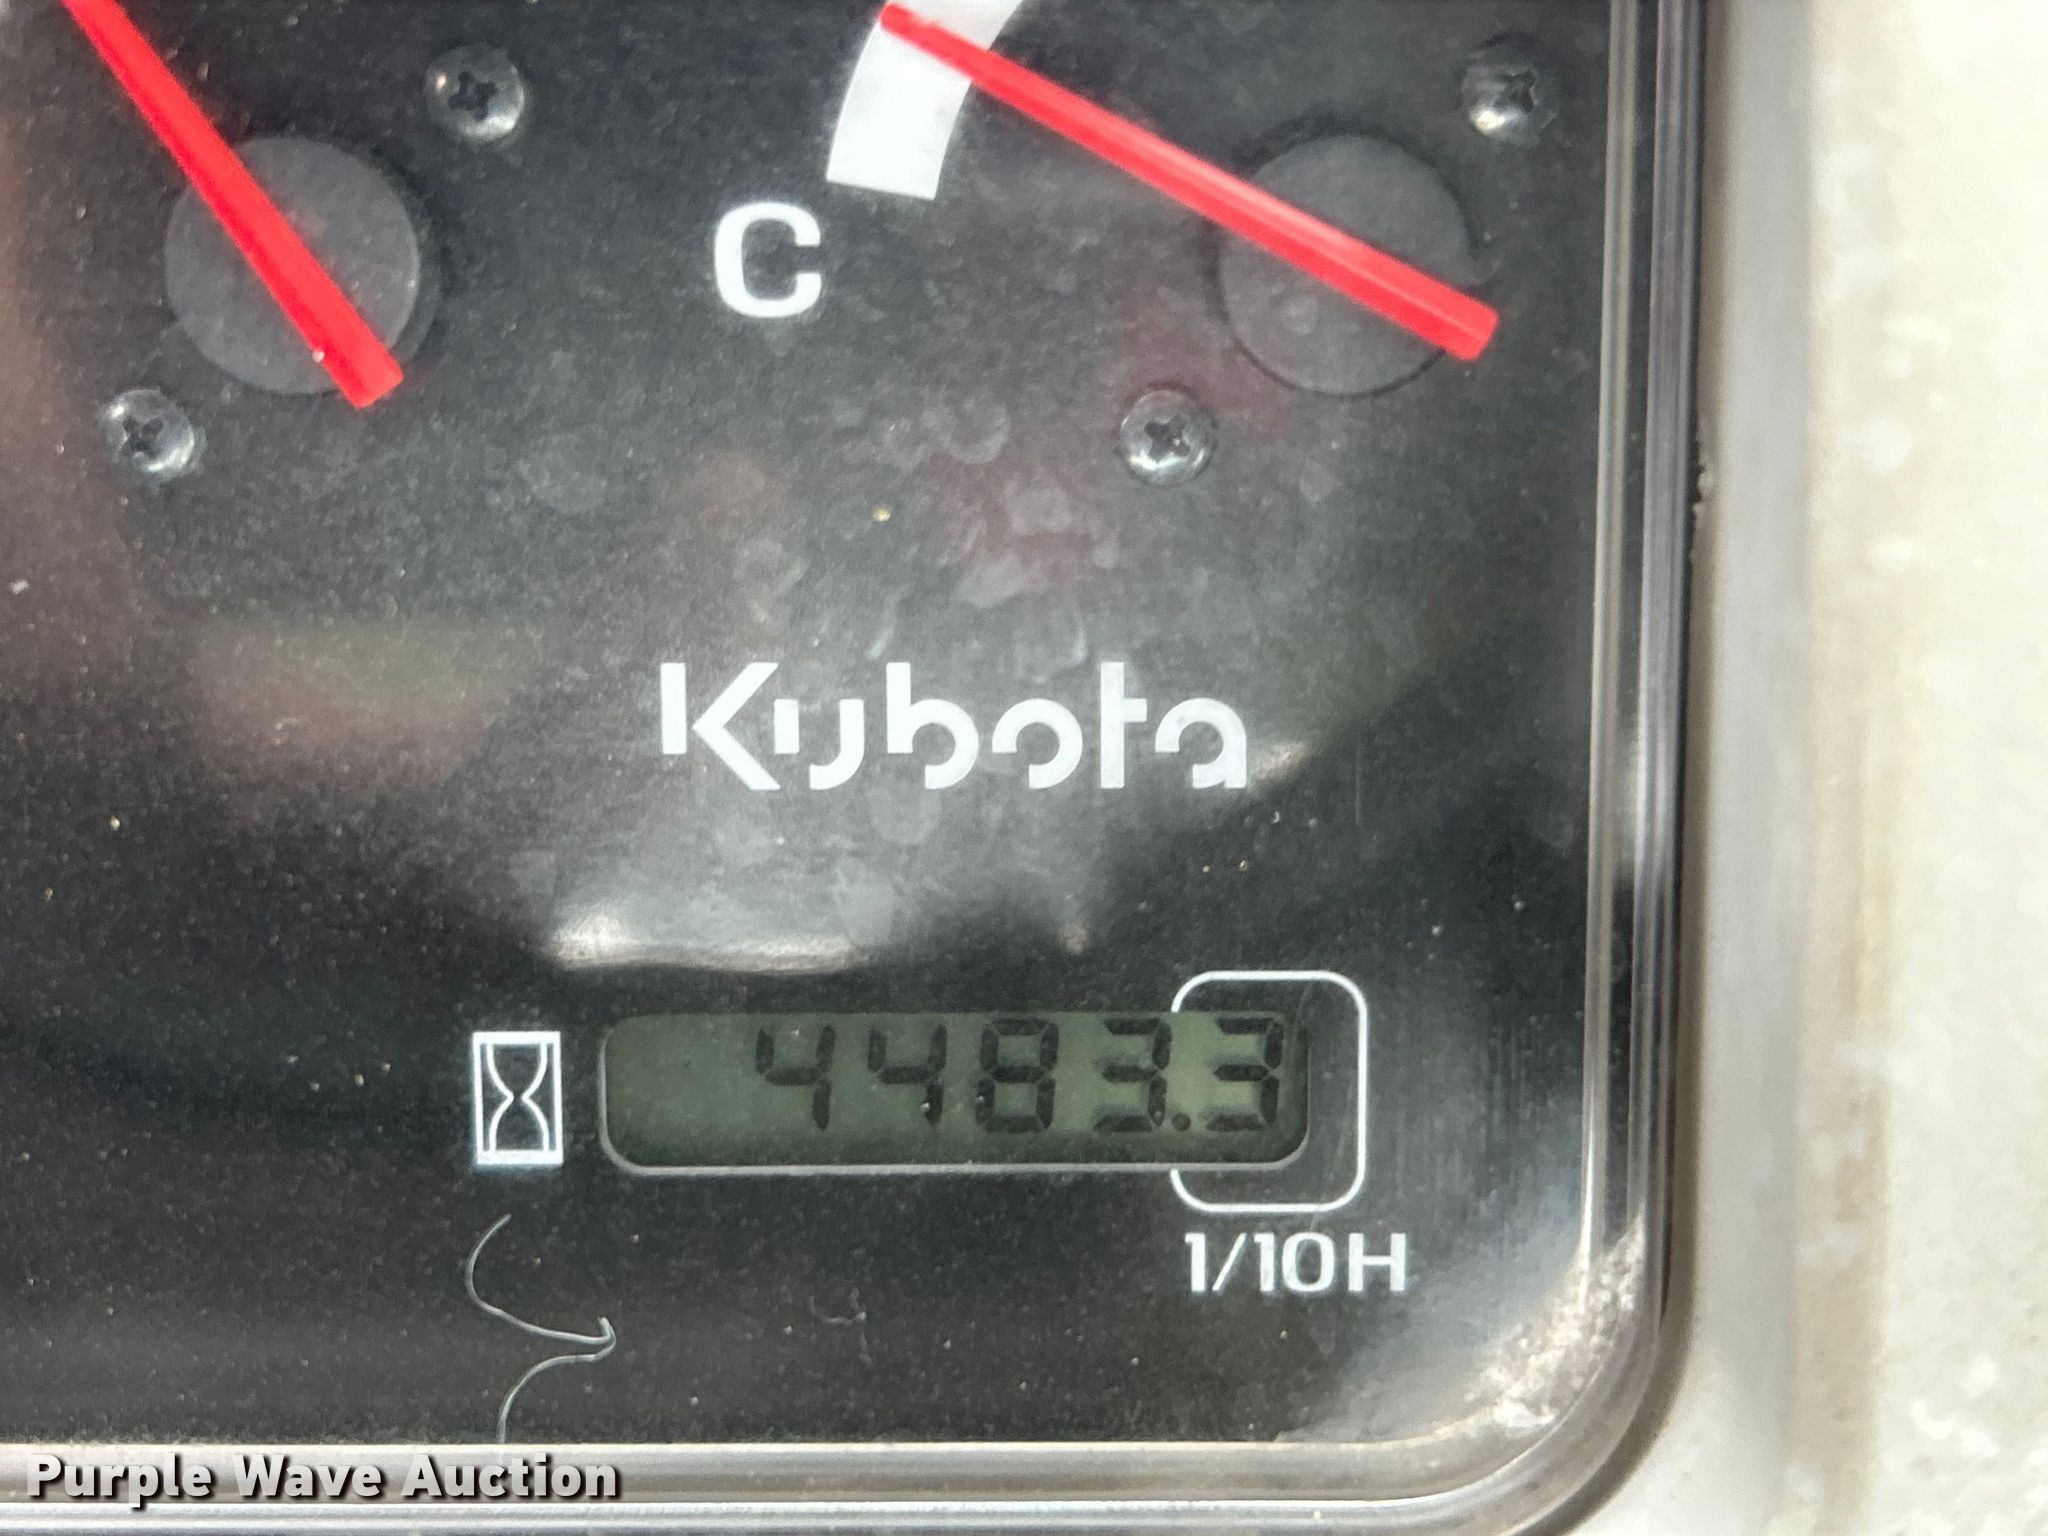 C
Kubota
4483.3
1/10H
Purple Wave Auction